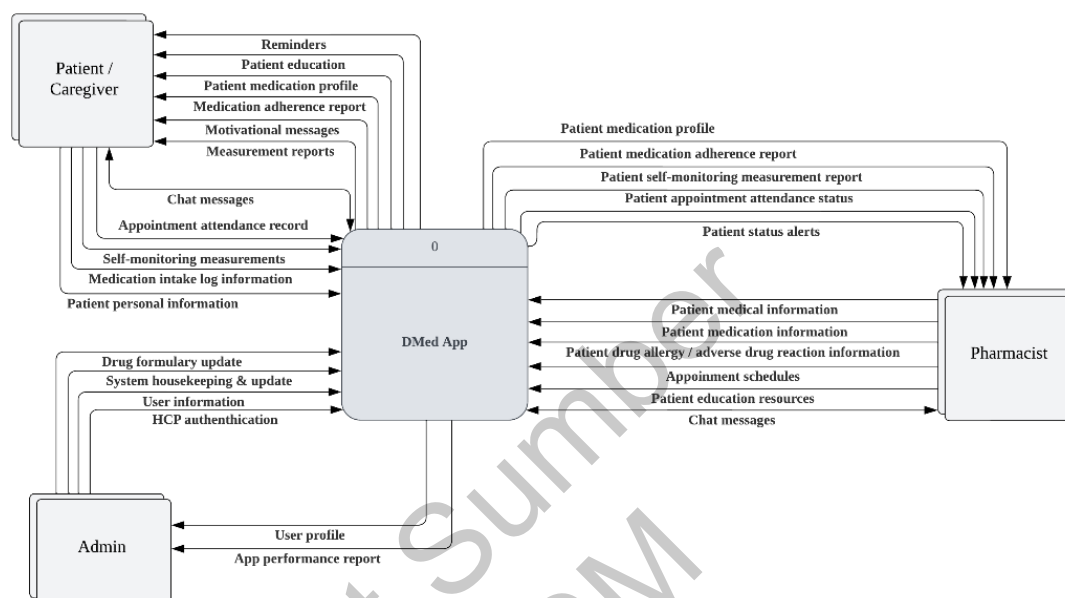 Patient /
Caregiver
Reminders
Patient education
Patient medication profile
Medication adherence report
Motivational messages
Measurement reports
Chat messages
Appointment attendance record
Self-monitoring measurements
Medication intake log information
Patient personal information
Drug formulary update
System housekeeping & update
User information
HCP authenthication
Admin
User profile
App performance report
0
DMed App
Patient medication profile
Patient medication adherence report
Patient self-monitoring measurement report
Patient appointment attendance status
Patient status alerts
Patient medical information
Patient medication information
Patient drug allergy / adverse drug reaction information
Appoinment schedules
Patient education resources
Chat messages
Pharmacist
Sumber